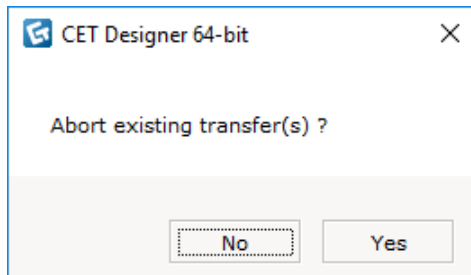 CET Designer 64-bit
Abort existing transfer(s) ?
No Yes